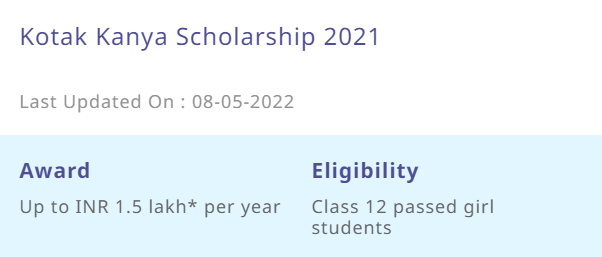 Kotak Kanya Scholarship 2021
Last Updated On : 08-05-2022
Award
Up to INR 1.5 lakh* per year
Eligibility
Class 12 passed girl
students